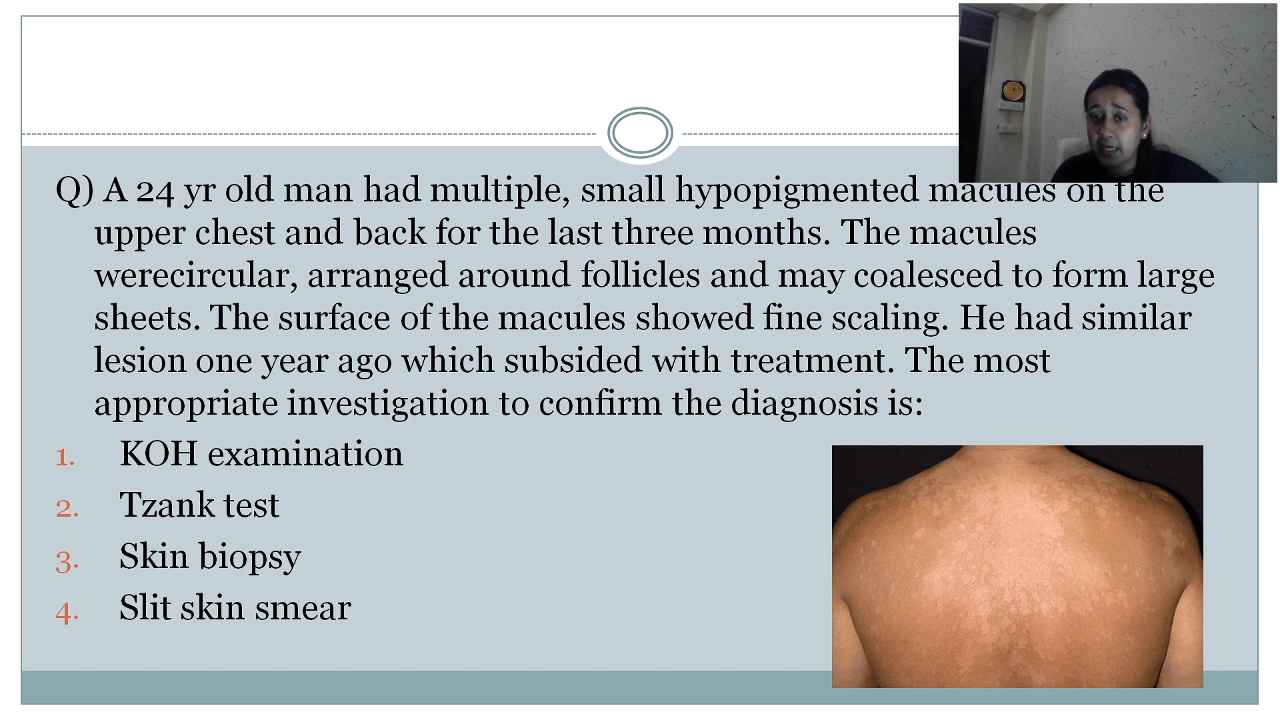 Q) A 24 yr old man had multiple, small hypopigmented macules on the
upper chest and back for the last three months. The macules
werecircular, arranged around follicles and may coalesced to form large
sheets. The surface of the macules showed fine scaling. He had similar
lesion one year ago which subsided with treatment. The most
appropriate investigation to confirm the diagnosis is:
1. KOH examination
2. Tzank test
3. Skin biopsy
4. Slit skin smear